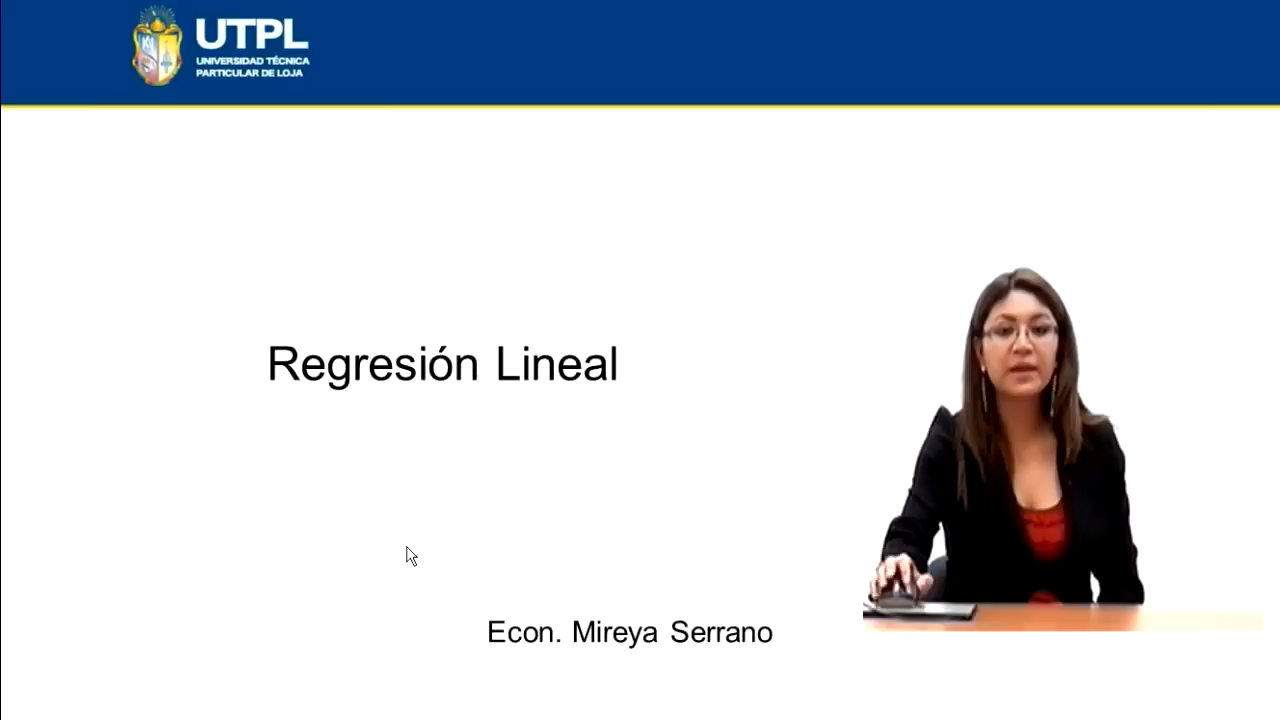 UTPL
UNIVERSIDAD TÉCNICA
PARTICULAR DE LOJA
Regresión Lineal
Econ. Mireya Serrano